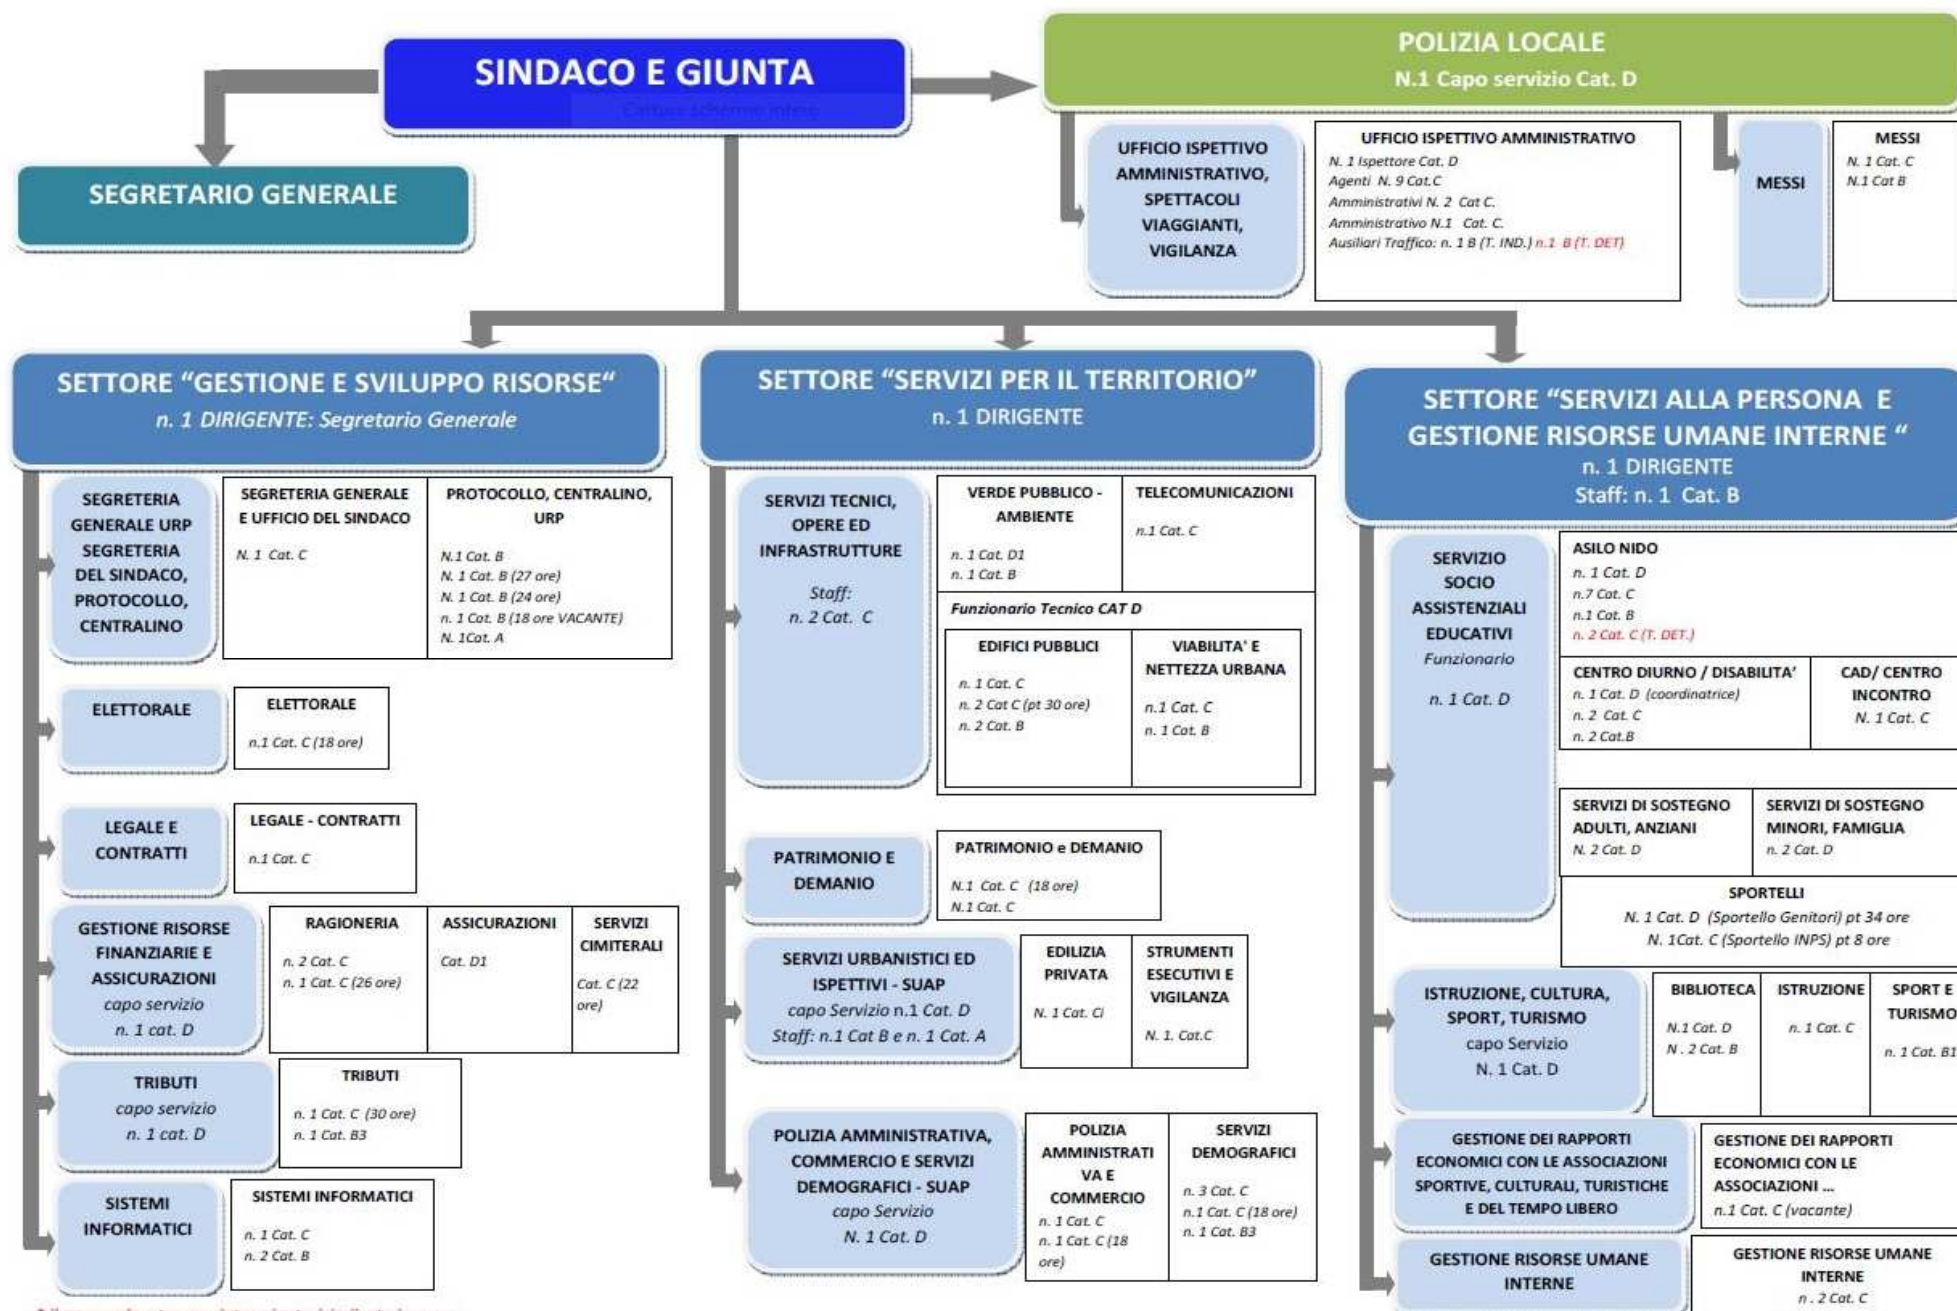 SINDACO E GIUNTA
POLIZIA LOCALE
N.1 Capo servizio Cat. D
SEGRETARIO GENERALE
UFFICIO ISPETTIVO
AMMINISTRATIVO,
SPETTACOLI
VIAGGIANTI,
VIGILANZA
UFFICIO ISPETTIVO AMMINISTRATIVO
N. 1 Ispettore Cat. D
Agenti N. 9 Cat.C
Amministrativi N. 2 Cat C.
Amministrativo N.1 Cat. C.
Ausiliari Traffico: n. 1 B (T. IND.) n.1 B (T. DET)
MESSI
MESSI
N. 1 Cat. C
N.1 Cat B
SETTORE “GESTIONE E SVILUPPO RISORSE“
n. 1 DIRIGENTE: Segretario Generale
SEGRETERIA
GENERALE URP
SEGRETERIA
DEL SINDACO,
PROTOCOLLO,
CENTRALINO
SEGRETERIA GENERALE
E UFFICIO DEL SINDACO
N. 1 Cat. C
PROTOCOLLO, CENTRALINO,
URP
N.1 Cat. B
N. 1 Cat. B (27 ore)
N. 1 Cat. B (24 ore)
n. 1 Cat. B (18 ore VACANTE)
N. 1Cat. A
ELETTORALE
ELETTORALE
n.1 Cat. C (18 ore)
LEGALE E
CONTRATTI
LEGALE - CONTRATTI
n.1 Cat. C
GESTIONE RISORSE
FINANZIARIE E
ASSICURAZIONI
capo servizio
n. 1 cat. D
RAGIONERIA
n. 2 Cat. C
n. 1 Cat. C (26 ore)
ASSICURAZIONI
Cat. D1
SERVIZI
CIMITERALI
Cat. C (22
ore)
TRIBUTI
capo servizio
n. 1 cat. D
TRIBUTI
n. 1 Cat. C (30 ore)
n. 1 Cat. B3
SISTEMI
INFORMATICI
SISTEMI INFORMATICI
n. 1 Cat. C
n. 2 Cat. B
SETTORE “SERVIZI PER IL TERRITORIO”
n. 1 DIRIGENTE
SERVIZI TECNICI,
OPERE ED
INFRASTRUTTURE
Staff:
n. 2 Cat. C
VERDE PUBBLICO -
AMBIENTE
n. 1 Cat. D1
n. 1 Cat. B
TELECOMUNICAZIONI
n.1 Cat. C
Funzionario Tecnico CAT D
EDIFICI PUBBLICI
n. 1 Cat. C
n. 2 Cat C (pt 30 ore)
n. 2 Cat. B
VIABILITA' E
NETTEZZA URBANA
n.1 Cat. C
n. 1 Cat. B
PATRIMONIO E
DEMANIO
PATRIMONIO e DEMANIO
N.1 Cat. C (18 ore)
N.1 Cat. C
SERVIZI URBANISTICI ED
ISPETTIVI - SUAP
capo Servizio n.1 Cat. D
Staff: n.1 Cat B e n. 1 Cat. A
EDILIZIA
PRIVATA
N. 1 Cat. Ci
STRUMENTI
ESECUTIVI E
VIGILANZA
N. 1. Cat.C
POLIZIA AMMINISTRATIVA,
COMMERCIO E SERVIZI
DEMOGRAFICI - SUAP
capo Servizio
N. 1 Cat. D
POLIZIA
AMMINISTRATI
VA E
COMMERCIO
n. 1 Cat. C
n. 1 Cat. C (18
ore)
SERVIZI
DEMOGRAFICI
n. 3 Cat. C
n.1 Cat. C (18 ore)
n. 1 Cat. B3
SETTORE “SERVIZI ALLA PERSONA E
GESTIONE RISORSE UMANE INTERNE “
n. 1 DIRIGENTE
Staff: n. 1 Cat. B
SERVIZIO
SOCIO
ASSISTENZIALI
EDUCATIVI
Funzionario
n. 1 Cat. D
ASILO NIDO
n. 1 Cat. D
n.7 Cat. C
n.1 Cat. B
n. 2 Cat. C (T. DET.)
CENTRO DIURNO / DISABILITA’
n. 1 Cat. D (coordinatrice)
n. 2 Cat. C
n. 2 Cat.B
CAD/ CENTRO
INCONTRO
N. 1 Cat. C
SERVIZI DI SOSTEGNO
ADULTI, ANZIANI
N. 2 Cat. D
SERVIZI DI SOSTEGNO
MINORI, FAMIGLIA
n. 2 Cat. D
SPORTELLI
N. 1 Cat. D (Sportello Genitori) pt 34 ore
N. 1Cat. C (Sportello INPS) pt 8 ore
ISTRUZIONE, CULTURA,
SPORT, TURISMO
capo Servizio
N. 1 Cat. D
BIBLIOTECA
N.1 Cat. D
N . 2 Cat. B
ISTRUZIONE
n. 1 Cat. C
SPORT E
TURISMO
n. 1 Cat. B1
GESTIONE DEI RAPPORTI
ECONOMICI CON LE ASSOCIAZIONI
SPORTIVE, CULTURALI, TURISTICHE
E DEL TEMPO LIBERO
GESTIONE DEI RAPPORTI
ECONOMICI CON LE
ASSOCIAZIONI ...
n.1 Cat. C (vacante)
GESTIONE RISORSE UMANE
INTERNE
GESTIONE RISORSE UMANE
INTERNE
n . 2 Cat. C